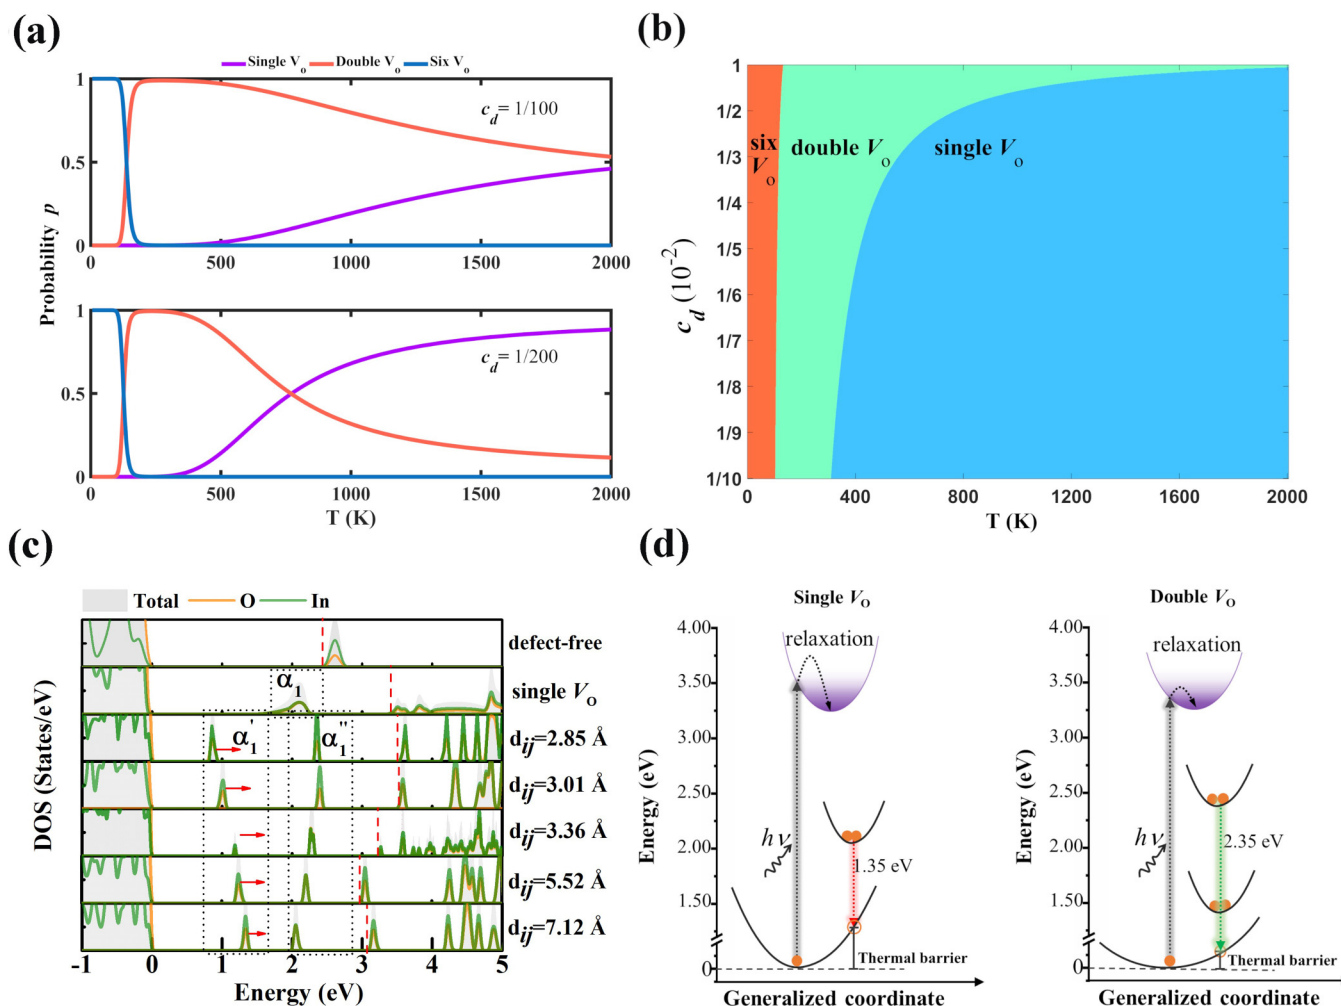 (a)
Single Vo Double Vo Six Vo
Probability p
1
0.5
0
c_d = 1/100
0 500 1000 1500 2000
1
0.5
0
c_d = 1/200
0 500 1000 1500 2000
T (K)
(b)
c_d (10^-2)
1
1/2
1/3
1/4
1/5
1/6
1/7
1/8
1/9
1/10
six
Vo
double Vo
single Vo
400 800 1200 1600 2000
T (K)
(c)
Total O In
DOS (States/eV)
defect-free
α1
single Vo
α1' α1''
dij=2.85 Å
dij=3.01 Å
dij=3.36 Å
dij=5.52 Å
dij=7.12 Å
-1 0 1 2 3 4 5
Energy (eV)
(d)
Single Vo
Energy (eV)
4.00
3.50
3.00
2.50
2.00
1.50
0
relaxation
hν
1.35 eV
Thermal barrier
Generalized coordinate
Double Vo
Energy (eV)
4.00
3.50
3.00
2.50
2.00
1.50
0
relaxation
hν
2.35 eV
Thermal barrier
Generalized coordinate